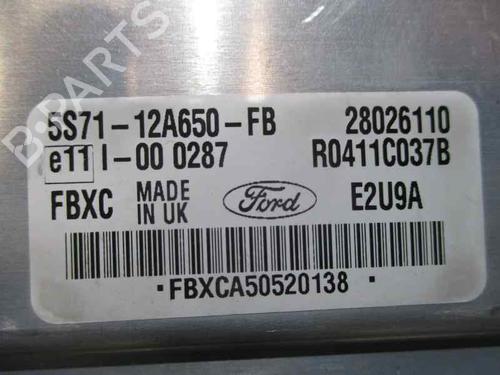 B-PARTS
5S71-12A650-FB 28026110
e11 I-00 0287 R0411C037B
FBXC MADE IN UK Ford E2U9A
FBXCA50520138